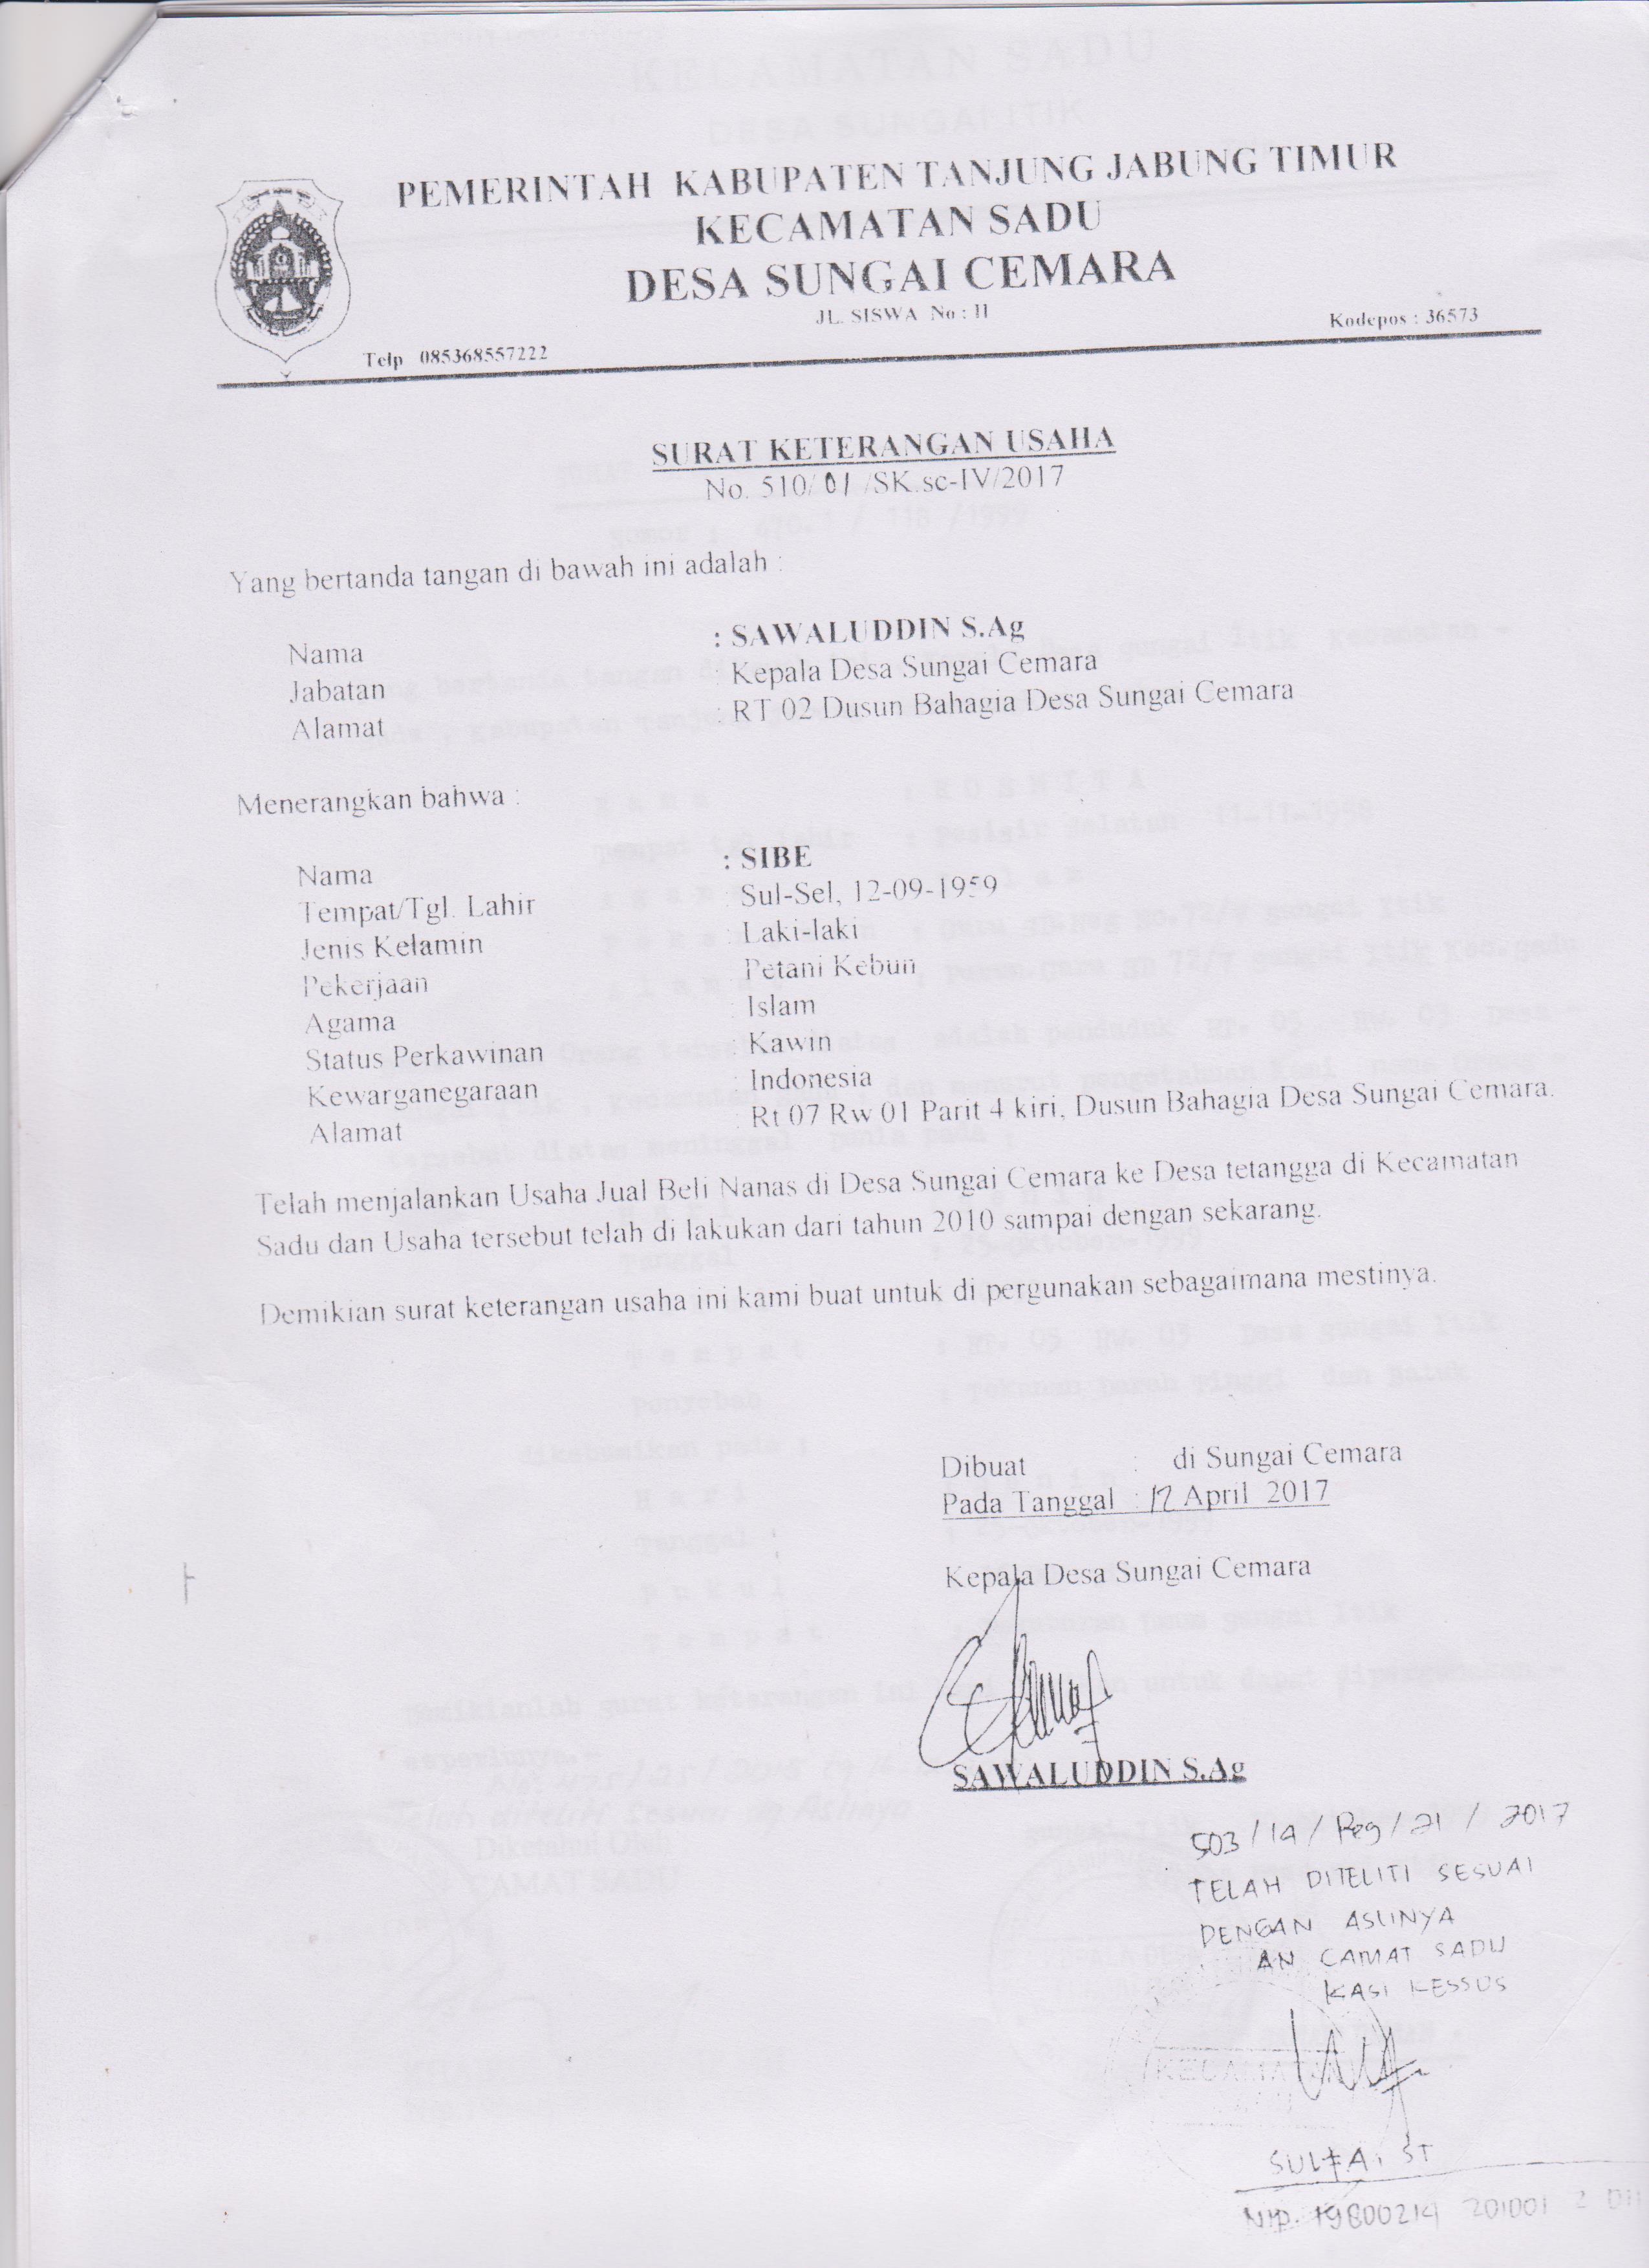 PEMERINTAH KABUPATEN TANJUNG JABUNG TIMUR
KECAMATAN SADU
DESA SUNGAI CEMARA
JL. SISWA No : II
Telp 085368557222 Kodepos : 36573
SURAT KETERANGAN USAHA
No. 510/ 01 /SK.sc-IV/2017
Yang bertanda tangan di bawah ini adalah :
Nama : SAWALUDDIN S.Ag
Jabatan : Kepala Desa Sungai Cemara
Alamat : RT 02 Dusun Bahagia Desa Sungai Cemara
Menerangkan bahwa :
Nama : SIBE
Tempat/Tgl. Lahir : Sul-Sel, 12-09-1959
Jenis Kelamin : Laki-laki
Pekerjaan : Petani Kebun
Agama : Islam
Status Perkawinan : Kawin
Kewarganegaraan : Indonesia
Alamat : Rt 07 Rw 01 Parit 4 kiri, Dusun Bahagia Desa Sungai Cemara.
Telah menjalankan Usaha Jual Beli Nanas di Desa Sungai Cemara ke Desa tetangga di Kecamatan
Sadu dan Usaha tersebut telah di lakukan dari tahun 2010 sampai dengan sekarang.
Demikian surat keterangan usaha ini kami buat untuk di pergunakan sebagaimana mestinya.
Dibuat : di Sungai Cemara
Pada Tanggal : 17 April 2017
Kepala Desa Sungai Cemara
SAWALUDDIN S.Ag
503/14/Peg/21/2017
TELAH DITELITI SESUAI
DENGAN ASLINYA
AN CAMAT SADU
KASI KESSOS
KECAMATAN
SULFA, ST
NIP. 19800214 201001 2